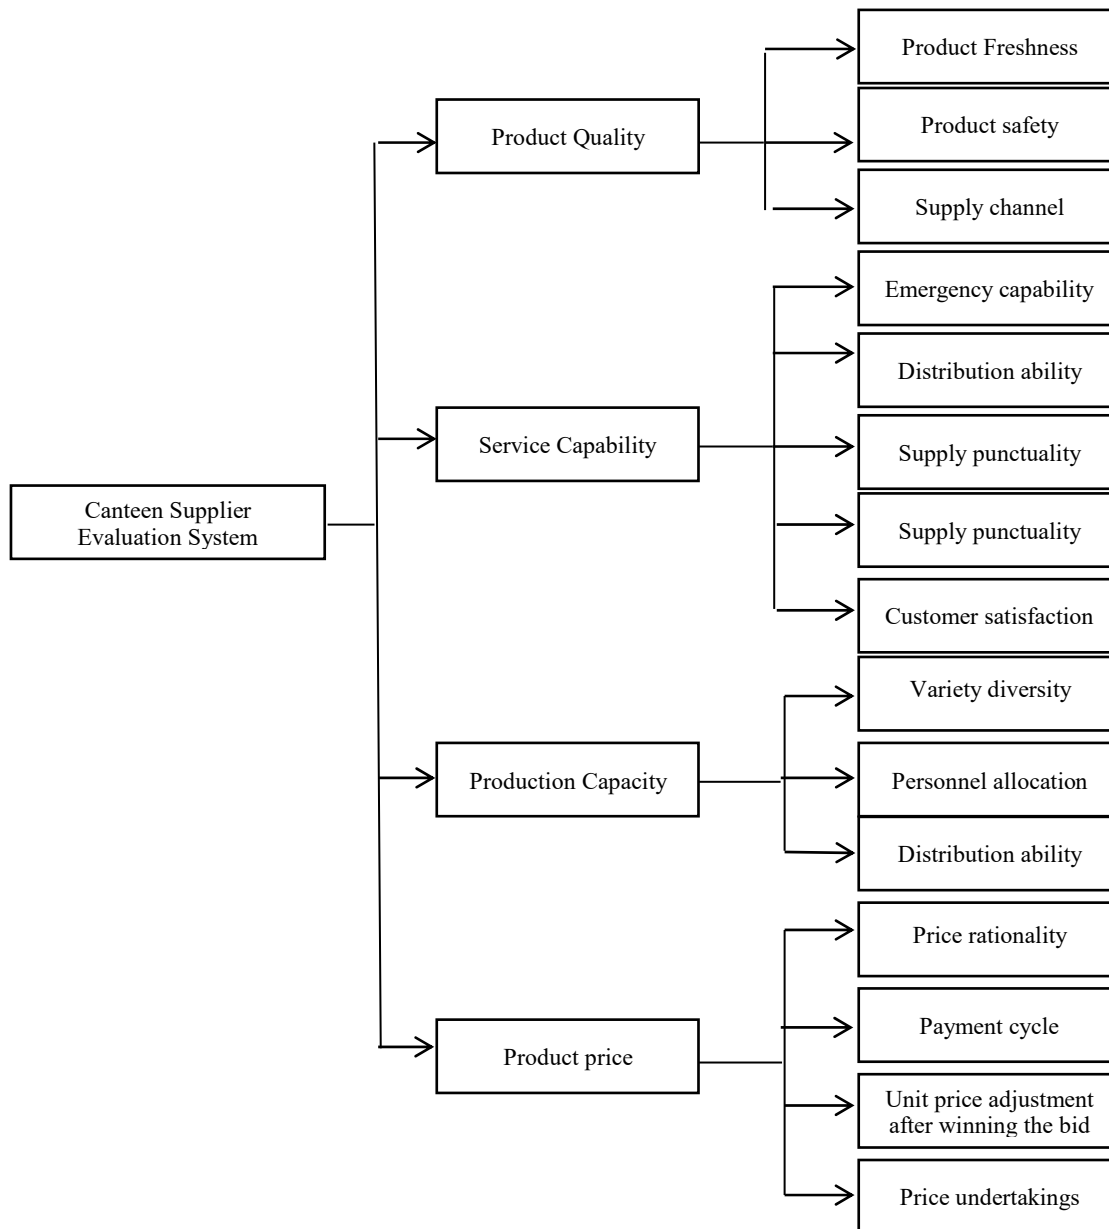 Canteen Supplier
Evaluation System
Product Quality
Product Freshness
Product safety
Supply channel
Service Capability
Emergency capability
Distribution ability
Supply punctuality
Supply punctuality
Customer satisfaction
Production Capacity
Variety diversity
Personnel allocation
Distribution ability
Product price
Price rationality
Payment cycle
Unit price adjustment
after winning the bid
Price undertakings